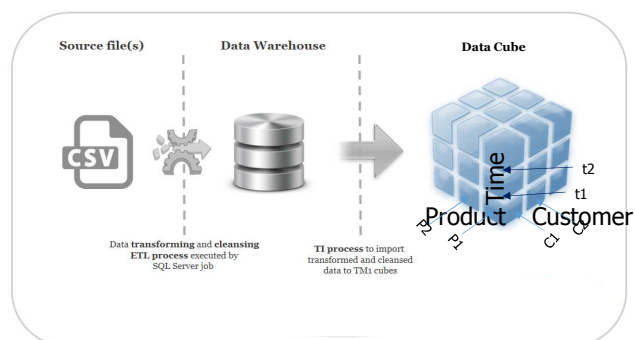 Source file(s)
Data Warehouse
Data Cube
CSV
Time
t2
t1
Product
Customer
P2
P1
C1
C2
Data transforming and cleansing
ETL process executed by
SQL Server job
TI process to import
transformed and cleansed
data to TM1 cubes